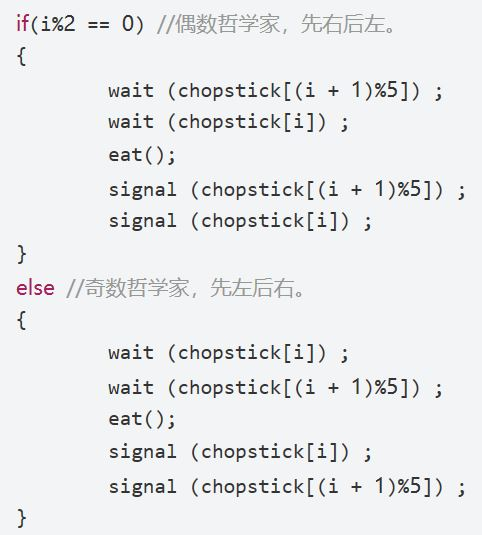 if(i%2 == 0) //偶数哲学家，先右后左。
{
        wait (chopstick[(i + 1)%5]) ;
        wait (chopstick[i]) ;
        eat();
        signal (chopstick[(i + 1)%5]) ;
        signal (chopstick[i]) ;
}
else //奇数哲学家，先左后右。
{
        wait (chopstick[i]) ;
        wait (chopstick[(i + 1)%5]) ;
        eat();
        signal (chopstick[i]) ;
        signal (chopstick[(i + 1)%5]) ;
}